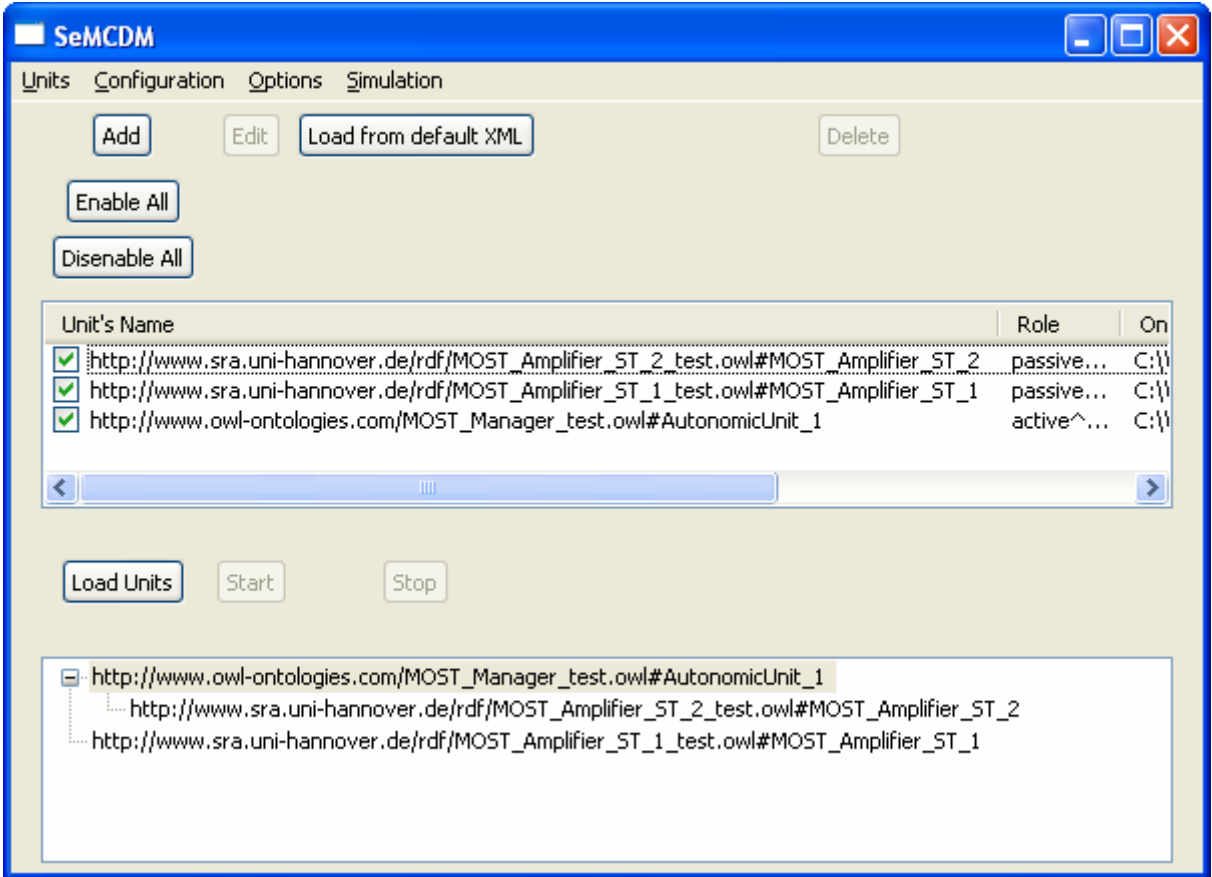 SeMCDM
Units Configuration Options Simulation
Add Edit Load from default XML Delete
Enable All
Disenable All
Unit's Name Role On
http://www.sra.uni-hannover.de/rdf/MOST_Amplifier_ST_2_test.owl#MOST_Amplifier_ST_2 passive... C:\\
http://www.sra.uni-hannover.de/rdf/MOST_Amplifier_ST_1_test.owl#MOST_Amplifier_ST_1 passive... C:\\
http://www.owl-ontologies.com/MOST_Manager_test.owl#AutonomicUnit_1 active^... C:\\
Load Units Start Stop
http://www.owl-ontologies.com/MOST_Manager_test.owl#AutonomicUnit_1
http://www.sra.uni-hannover.de/rdf/MOST_Amplifier_ST_2_test.owl#MOST_Amplifier_ST_2
http://www.sra.uni-hannover.de/rdf/MOST_Amplifier_ST_1_test.owl#MOST_Amplifier_ST_1